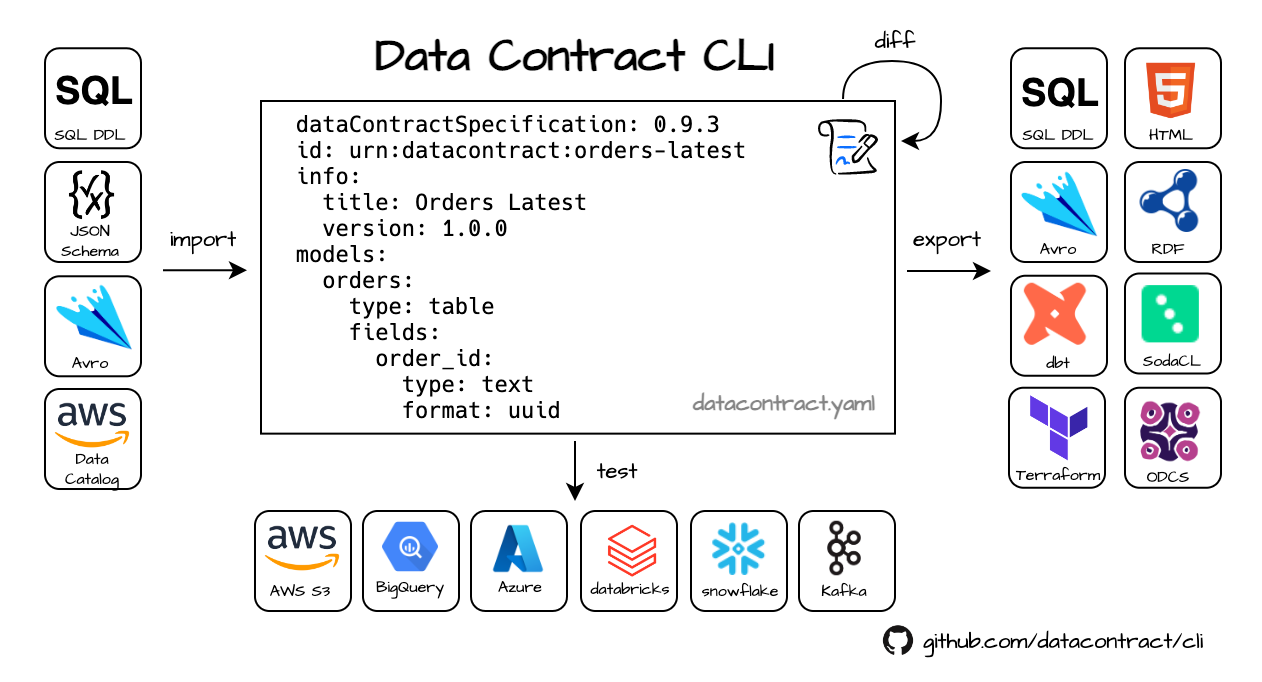 Data Contract CLI
diff
SQL
SQL DDL
JSON
Schema
Avro
aws
Data
Catalog
import
dataContractSpecification: 0.9.3
id: urn:datacontract:orders-latest
info:
  title: Orders Latest
  version: 1.0.0
models:
  orders:
    type: table
    fields:
      order_id:
        type: text
        format: uuid
datacontract.yaml
export
SQL
SQL DDL
HTML
Avro
RDF
dbt
SodaCL
Terraform
ODCS
test
aws
AWS S3
BigQuery
Azure
databricks
snowflake
Kafka
github.com/datacontract/cli